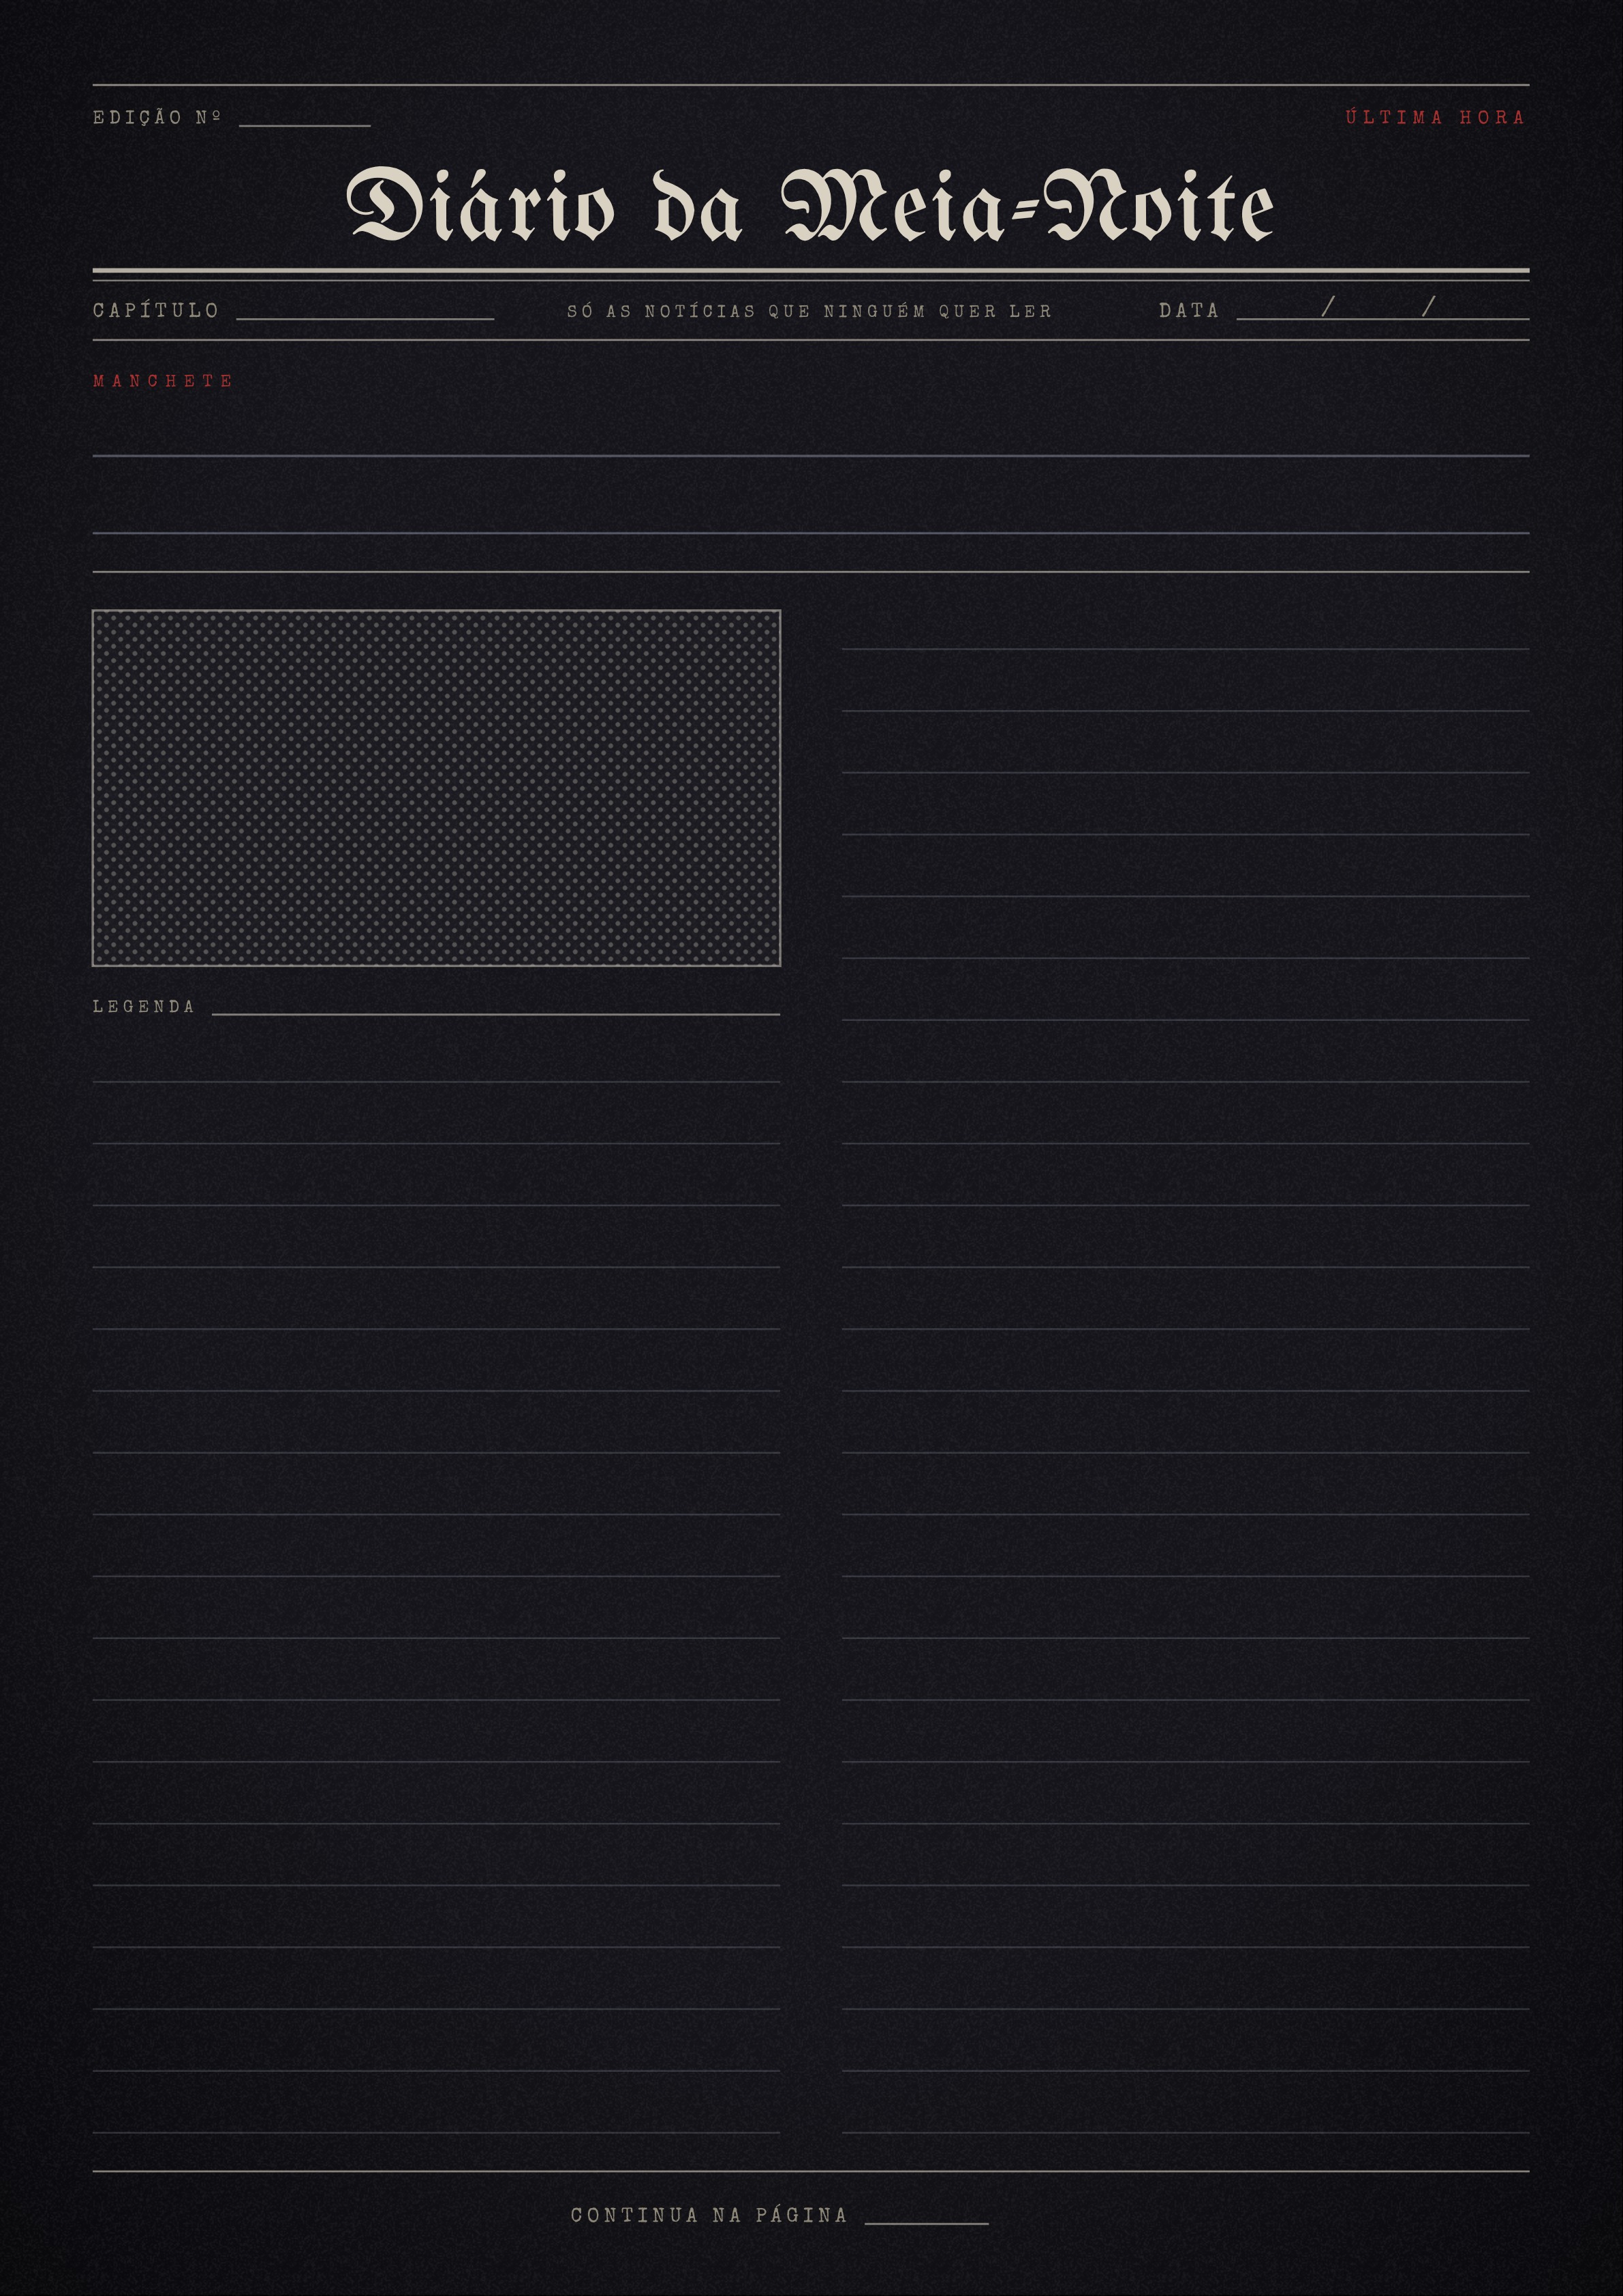 EDIÇÃO Nº
ÚLTIMA HORA
Diário da Meia-Noite
CAPÍTULO
SÓ AS NOTÍCIAS QUE NINGUÉM QUER LER
DATA / /
MANCHETE
LEGENDA
CONTINUA NA PÁGINA